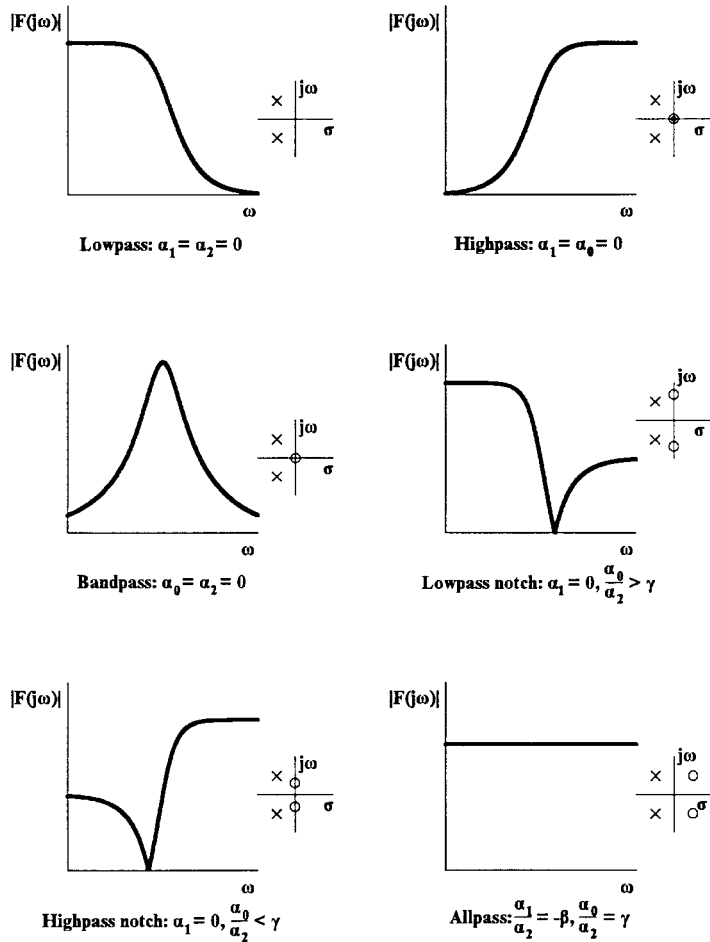 |F(jω)|
jω
σ
ω
Lowpass: α₁ = α₂ = 0
|F(jω)|
jω
σ
ω
Highpass: α₁ = α₀ = 0
|F(jω)|
jω
σ
ω
Bandpass: α₀ = α₂ = 0
|F(jω)|
jω
σ
ω
Lowpass notch: α₁ = 0, α₀/α₂ > γ
|F(jω)|
jω
σ
ω
Highpass notch: α₁ = 0, α₀/α₂ < γ
|F(jω)|
jω
σ
ω
Allpass: α₁/α₂ = -β, α₀/α₂ = γ